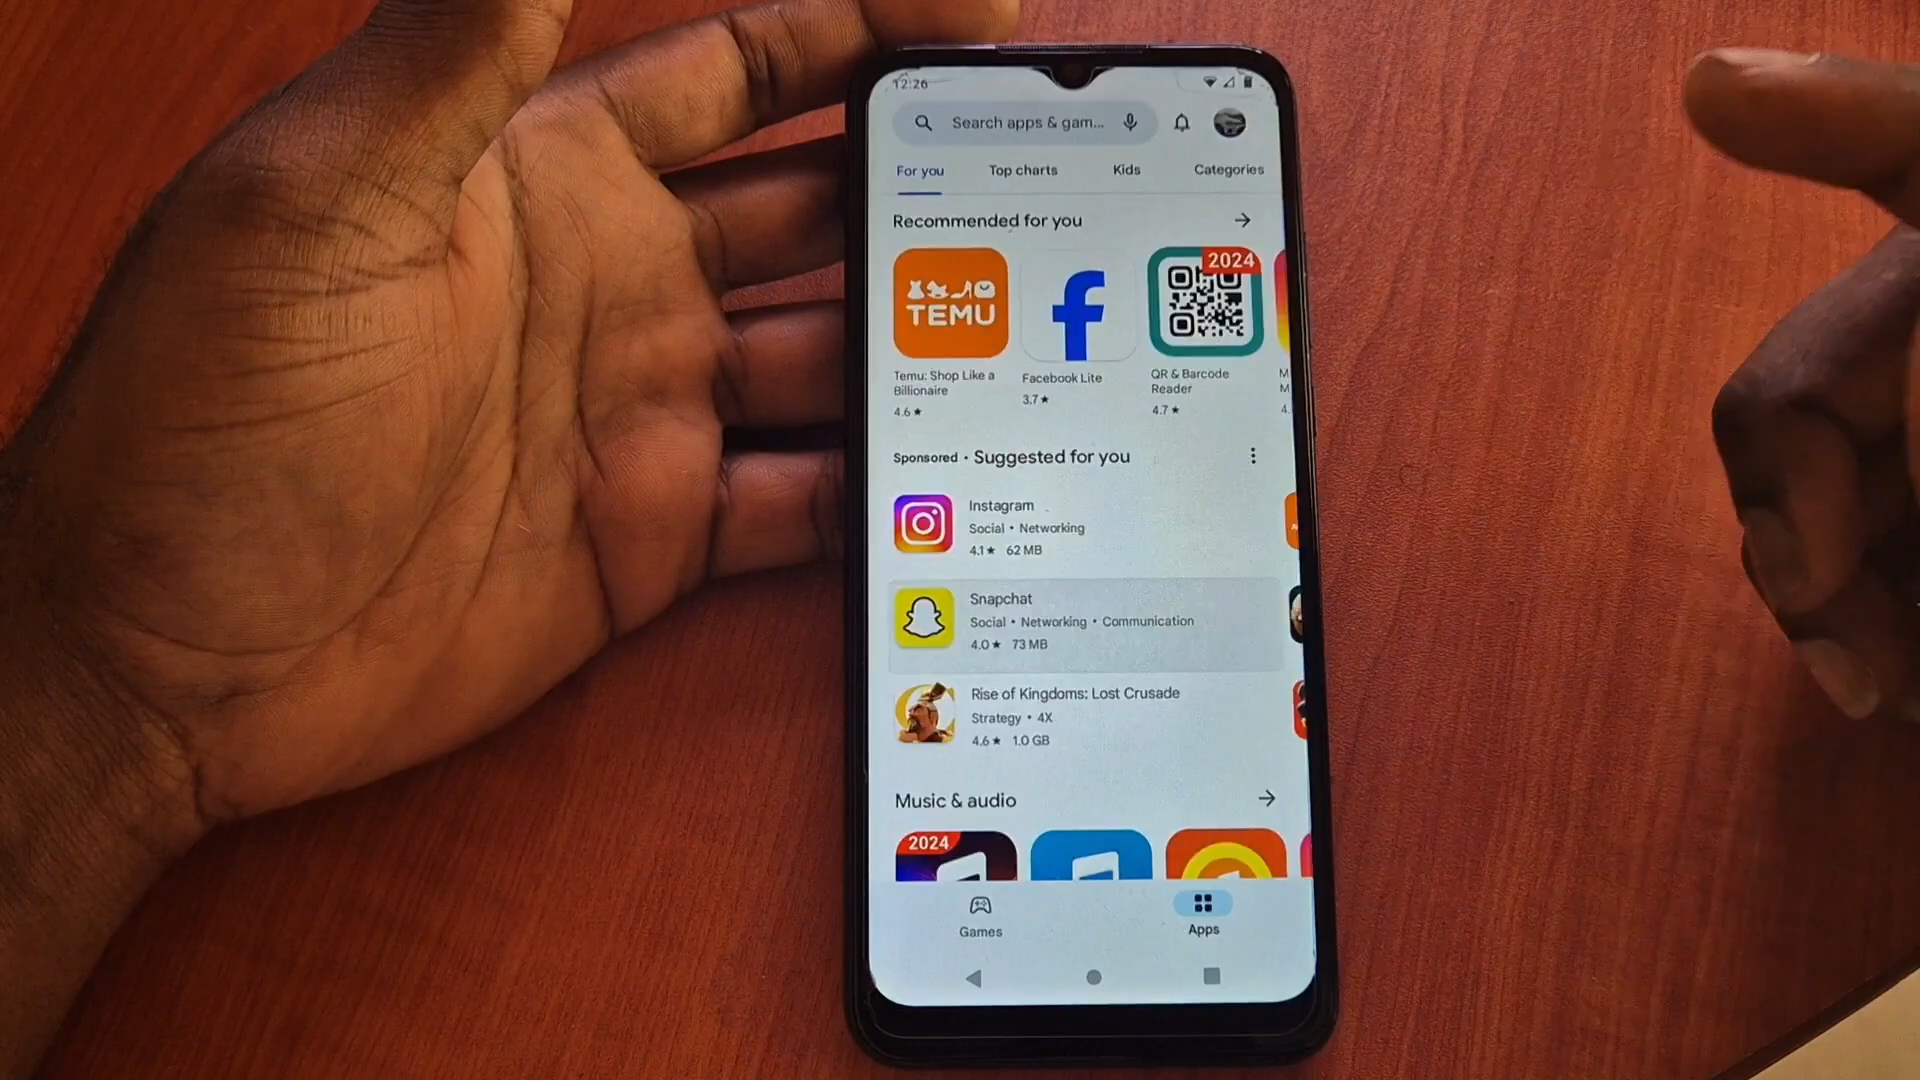 12:26
Search apps & gam...
For you Top charts Kids Categories
Recommended for you
TEMU
f
2024
Temu: Shop Like a
Billionaire
4.6★
Facebook Lite
3.7★
QR & Barcode
Reader
4.7★
M
M
4.
Sponsored • Suggested for you
Instagram
Social • Networking
4.1★ 62 MB
Snapchat
Social • Networking • Communication
4.0★ 73 MB
Rise of Kingdoms: Lost Crusade
Strategy • 4X
4.6★ 1.0 GB
Music & audio
2024
Games
Apps